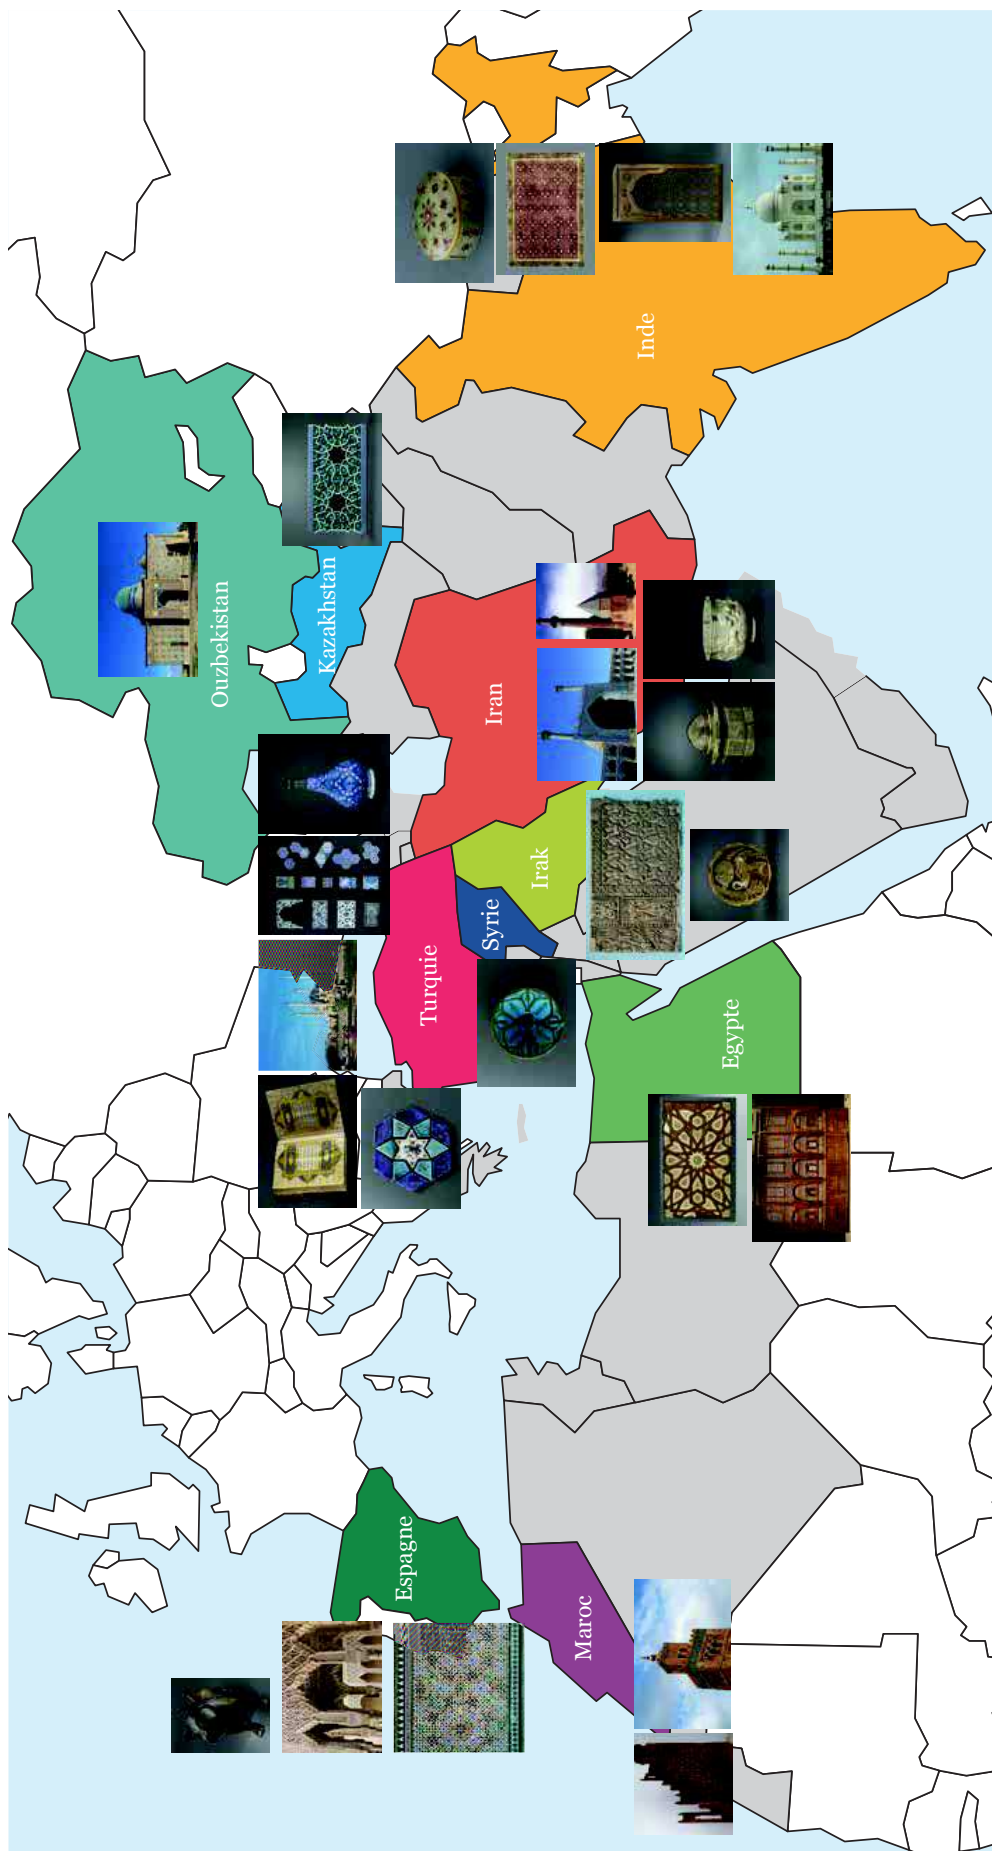 Ouzbekistan
Kazakhstan
Inde
Iran
Irak
Syrie
Turquie
Egypte
Espagne
Maroc